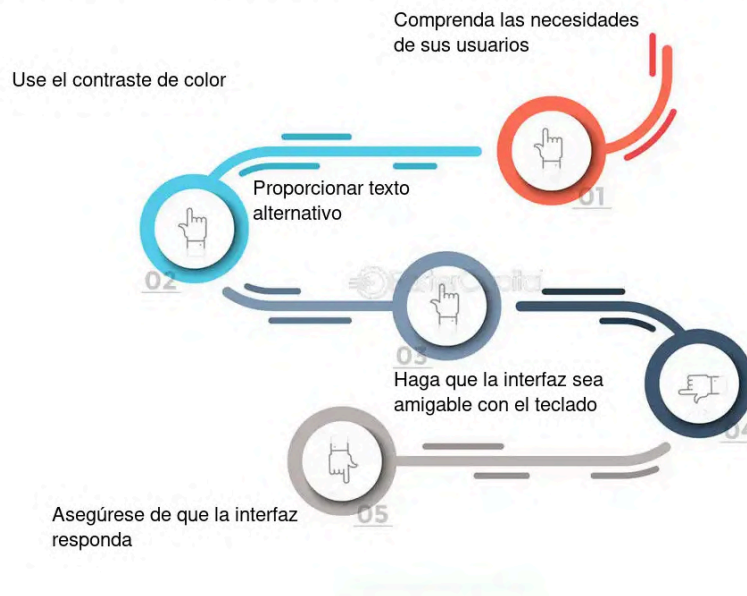 Comprenda las necesidades
de sus usuarios
01
Use el contraste de color
02
Proporcionar texto
alternativo
03
Haga que la interfaz sea
amigable con el teclado
04
Asegúrese de que la interfaz
responda
05